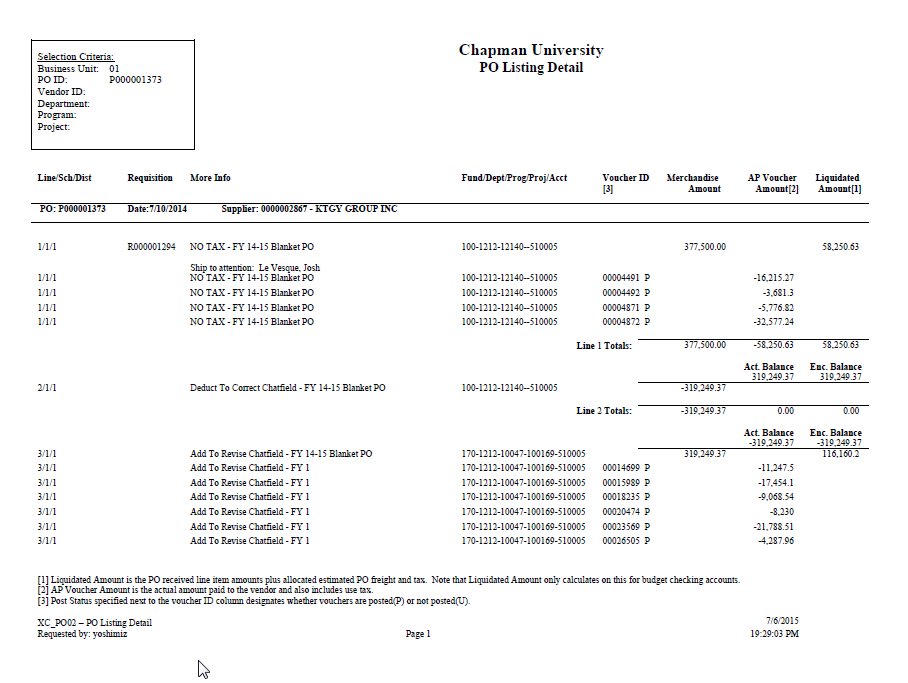 Chapman University
PO Listing Detail
Selection Criteria:
Business Unit: 01
PO ID: P000001373
Vendor ID:
Department:
Program:
Project:
Line/Sch/Dist Requisition More Info Fund/Dept/Prog/Proj/Acct Voucher ID [3] Merchandise Amount AP Voucher Amount[2] Liquidated Amount[1]
PO: P000001373 Date:7/10/2014 Supplier: 0000002867 - KTGY GROUP INC
1/1/1 R000001294 NO TAX - FY 14-15 Blanket PO 100-1212-12140--510005 377,500.00 58,250.63
Ship to attention: Le Vesque, Josh
1/1/1 NO TAX - FY 14-15 Blanket PO 100-1212-12140--510005 00004491 P -16,215.27
1/1/1 NO TAX - FY 14-15 Blanket PO 100-1212-12140--510005 00004492 P -3,681.3
1/1/1 NO TAX - FY 14-15 Blanket PO 100-1212-12140--510005 00004871 P -5,776.82
1/1/1 NO TAX - FY 14-15 Blanket PO 100-1212-12140--510005 00004872 P -32,577.24
Line 1 Totals: 377,500.00 -58,250.63 58,250.63
Act. Balance Enc. Balance
319,249.37 319,249.37
2/1/1 Deduct To Correct Chatfield - FY 14-15 Blanket PO 100-1212-12140--510005 -319,249.37
Line 2 Totals: -319,249.37 0.00 0.00
Act. Balance Enc. Balance
-319,249.37 -319,249.37
3/1/1 Add To Revise Chatfield - FY 14-15 Blanket PO 170-1212-10047-100169-510005 319,249.37 116,160.2
3/1/1 Add To Revise Chatfield - FY 1 170-1212-10047-100169-510005 00014699 P -11,247.5
3/1/1 Add To Revise Chatfield - FY 1 170-1212-10047-100169-510005 00015989 P -17,454.1
3/1/1 Add To Revise Chatfield - FY 1 170-1212-10047-100169-510005 00018235 P -9,068.54
3/1/1 Add To Revise Chatfield - FY 1 170-1212-10047-100169-510005 00020474 P -8,230
3/1/1 Add To Revise Chatfield - FY 1 170-1212-10047-100169-510005 00023569 P -21,788.51
3/1/1 Add To Revise Chatfield - FY 1 170-1212-10047-100169-510005 00026505 P -4,287.96
[1] Liquidated Amount is the PO received line item amounts plus allocated estimated PO freight and tax. Note that Liquidated Amount only calculates on this for budget checking accounts.
[2] AP Voucher Amount is the actual amount paid to the vendor and also includes use tax.
[3] Post Status specified next to the voucher ID column designates whether vouchers are posted(P) or not posted(U).
XC_PO02 – PO Listing Detail 7/6/2015
Requested by: yoshimiz Page 1 19:29:03 PM